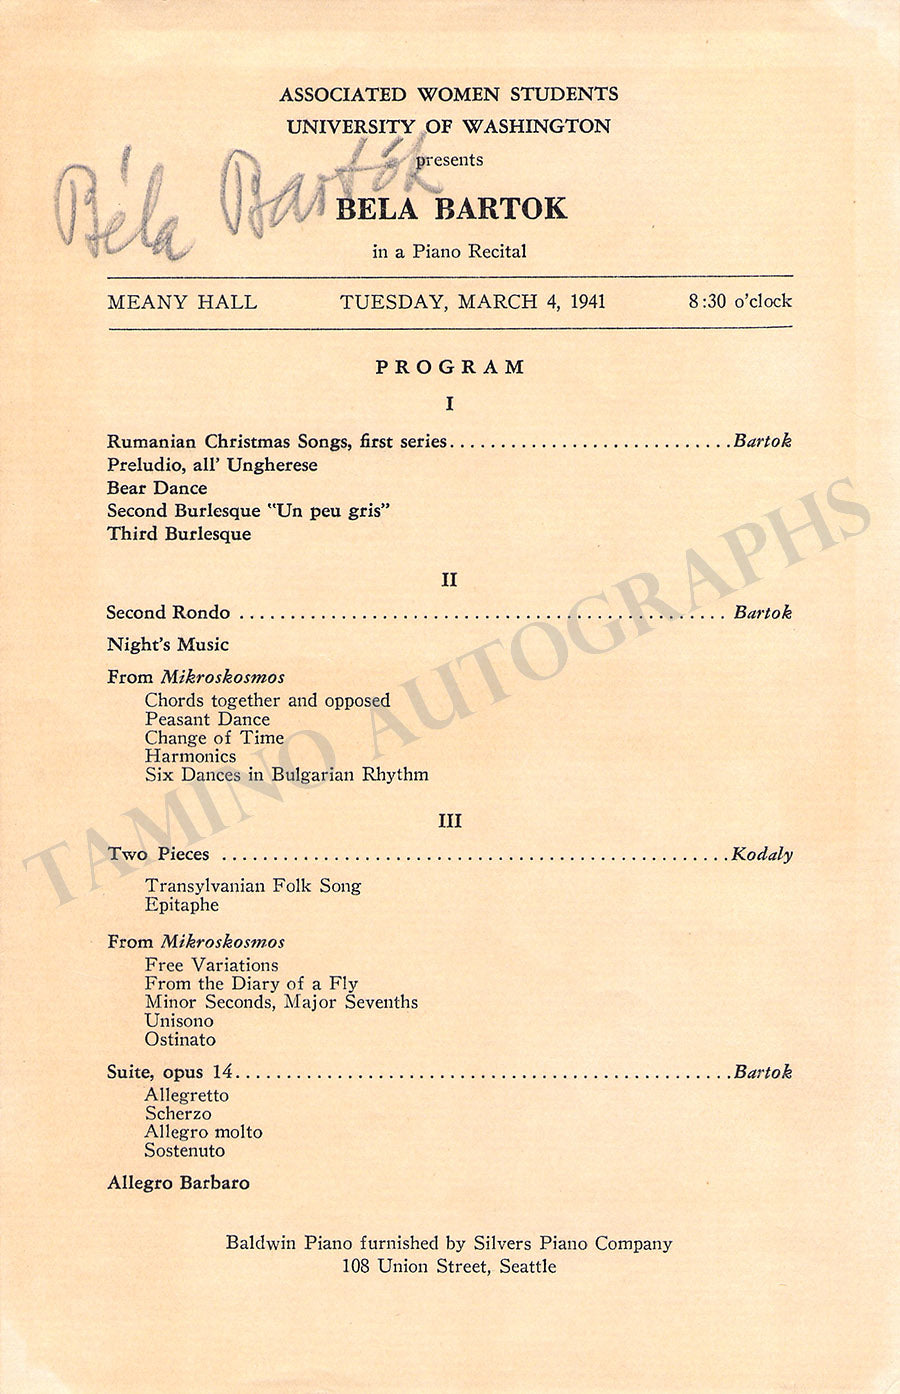 ASSOCIATED WOMEN STUDENTS
UNIVERSITY OF WASHINGTON
presents
Béla Bartók
BELA BARTOK
in a Piano Recital
MEANY HALL TUESDAY, MARCH 4, 1941 8:30 o'clock
PROGRAM
I
Rumanian Christmas Songs, first series............................Bartok
Preludio, all' Ungherese
Bear Dance
Second Burlesque "Un peu gris"
Third Burlesque
II
Second Rondo ................................................ Bartok
Night's Music
From Mikroskosmos
Chords together and opposed
Peasant Dance
Change of Time
Harmonics
Six Dances in Bulgarian Rhythm
III
Two Pieces ..................................................Kodaly
Transylvanian Folk Song
Epitaphe
From Mikroskosmos
Free Variations
From the Diary of a Fly
Minor Seconds, Major Sevenths
Unisono
Ostinato
Suite, opus 14.................................................Bartok
Allegretto
Scherzo
Allegro molto
Sostenuto
Allegro Barbaro
Baldwin Piano furnished by Silvers Piano Company
108 Union Street, Seattle
TAMINO AUTOGRAPHS